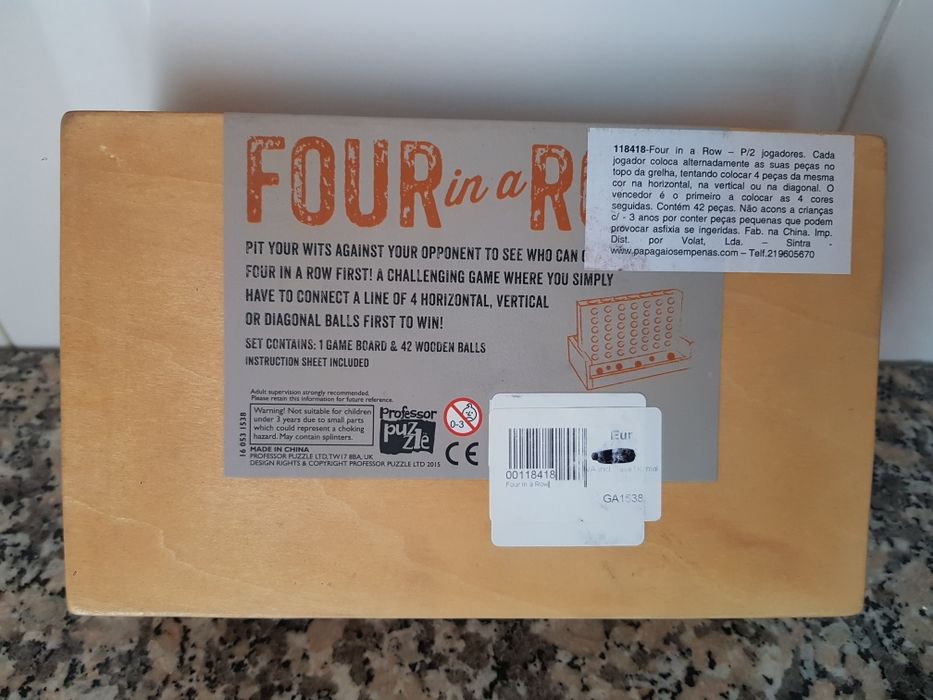 FOUR in a R
PIT YOUR WITS AGAINST YOUR OPPONENT TO SEE WHO CAN
FOUR IN A ROW FIRST! A CHALLENGING GAME WHERE YOU SIMPLY
HAVE TO CONNECT A LINE OF 4 HORIZONTAL, VERTICAL
OR DIAGONAL BALLS FIRST TO WIN!
SET CONTAINS: 1 GAME BOARD & 42 WOODEN BALLS
INSTRUCTION SHEET INCLUDED
118418-Four in a Row – P/2 jogadores. Cada
jogador coloca alternadamente as suas peças no
topo da grelha, tentando colocar 4 peças da mesma
cor na horizontal, na vertical ou na diagonal. O
vencedor é o primeiro a colocar as 4 cores
seguidas. Contém 42 peças. Não acons a crianças
c/ - 3 anos por conter peças pequenas que podem
provocar asfixia se ingeridas. Fab. na China. Imp.
Dist. por Volat, Lda. – Sintra -
www.papagaiosempenas.com – Telf.219605670
Adult supervision strongly recommended.
Please retain this information for future reference.
Warning! Not suitable for children
under 3 years due to small parts
which could represent a choking
hazard. May contain splinters.
MADE IN CHINA
PROFESSOR PUZZLE LTD,TW17 8BA, UK
DESIGN RIGHTS & COPYRIGHT PROFESSOR PUZZLE LTD 2015
16 053 1538
Professor
puzzle
0-3
CE
Eur
00118418
Four in a Row
GA1538